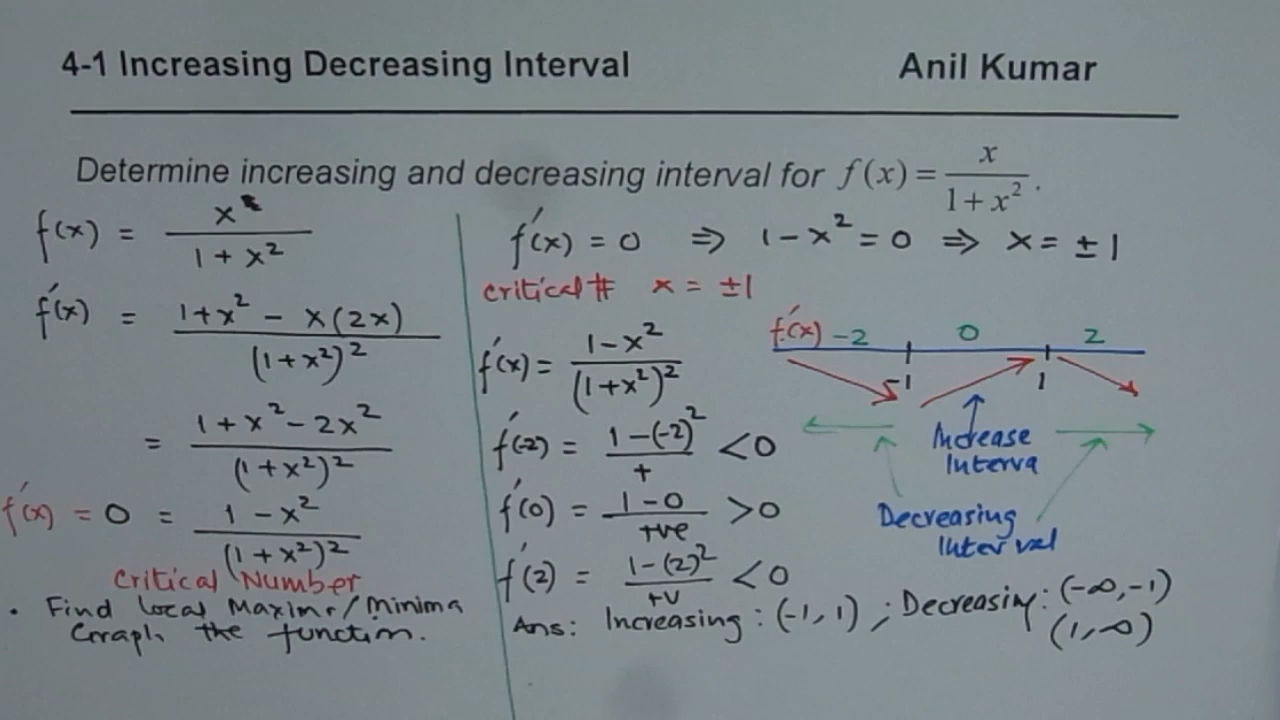 4-1 Increasing Decreasing Interval Anil Kumar
Determine increasing and decreasing interval for f(x) = x/(1+x²).
f(x) = x/(1+x²)
f'(x) = (1+x² - x(2x))/(1+x²)²
= (1+x²-2x²)/(1+x²)²
f'(x) = 0 = (1-x²)/(1+x²)²
Critical Number
• Find local Maxima/Minima
Graph the function.
f'(x) = 0 ⇒ 1-x² = 0 ⇒ x = ±1
critical # x = ±1
f'(x) = (1-x²)/(1+x²)²
f'(-2) = (1-(-2)²)/+ <0
f'(0) = (1-0)/+ve >0
f'(2) = (1-(2)²)/+v <0
f'(x) -2 0 2
-1 1
Increase
Interva
Decreasing
Interval
Ans: Increasing: (-1, 1) ; Decreasing: (-∞, -1)
(1, ∞)